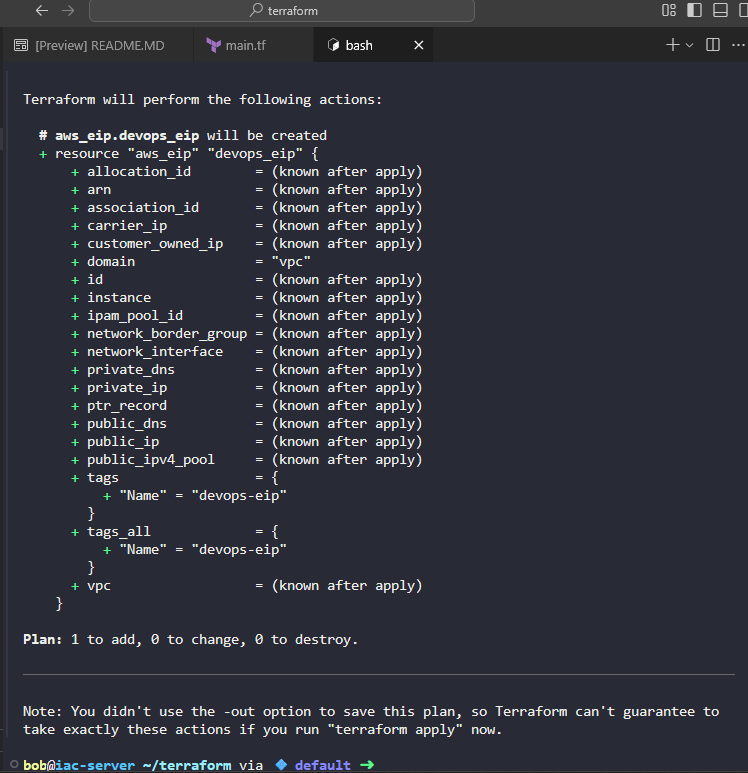 terraform
[Preview] README.MD
main.tf
bash
Terraform will perform the following actions:
# aws_eip.devops_eip will be created
+ resource "aws_eip" "devops_eip" {
+ allocation_id = (known after apply)
+ arn = (known after apply)
+ association_id = (known after apply)
+ carrier_ip = (known after apply)
+ customer_owned_ip = (known after apply)
+ domain = "vpc"
+ id = (known after apply)
+ instance = (known after apply)
+ ipam_pool_id = (known after apply)
+ network_border_group = (known after apply)
+ network_interface = (known after apply)
+ private_dns = (known after apply)
+ private_ip = (known after apply)
+ ptr_record = (known after apply)
+ public_dns = (known after apply)
+ public_ip = (known after apply)
+ public_ipv4_pool = (known after apply)
+ tags = {
+ "Name" = "devops-eip"
}
+ tags_all = {
+ "Name" = "devops-eip"
}
+ vpc = (known after apply)
}
Plan: 1 to add, 0 to change, 0 to destroy.
Note: You didn't use the -out option to save this plan, so Terraform can't guarantee to
take exactly these actions if you run "terraform apply" now.
bob@iac-server ~/terraform via default ➜